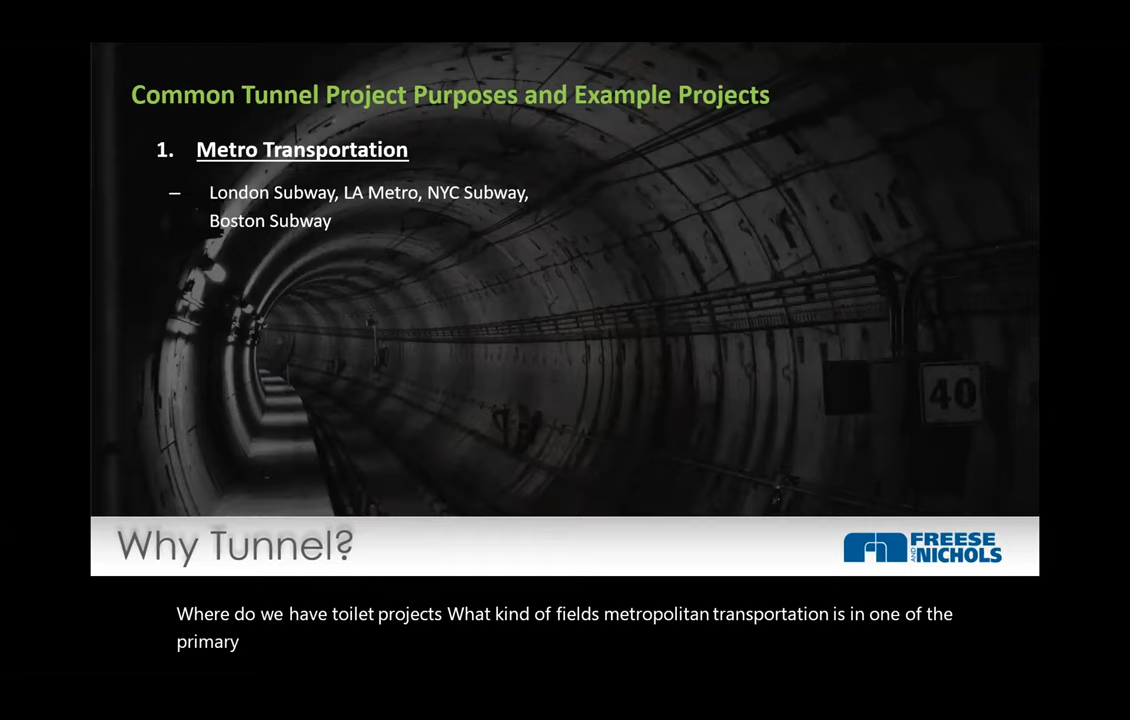 Common Tunnel Project Purposes and Example Projects
1. Metro Transportation
– London Subway, LA Metro, NYC Subway,
Boston Subway
40
Why Tunnel?
FREESE
AND NICHOLS
Where do we have toilet projects What kind of fields metropolitan transportation is in one of the
primary